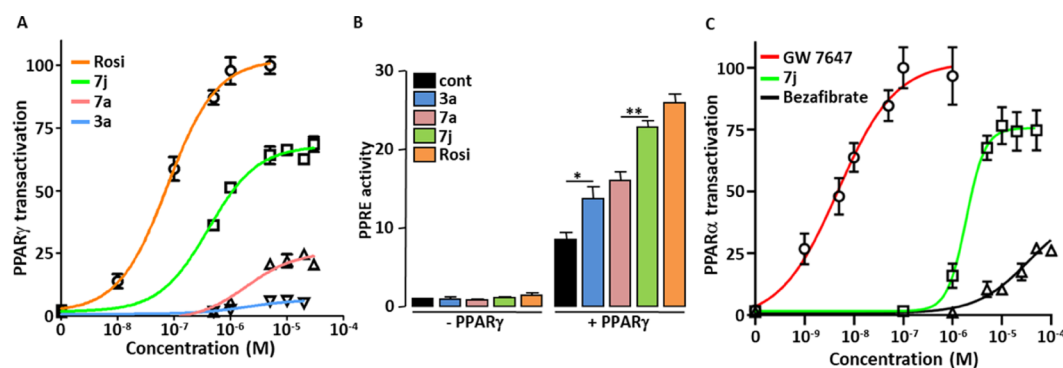 A
PPARγ transactivation
100
75
50
25
0
Rosi
7j
7a
3a
0
10⁻⁸
10⁻⁷
10⁻⁶
10⁻⁵
10⁻⁴
Concentration (M)
B
PPRE activity
30
20
10
0
cont
3a
7a
7j
Rosi
*
**
- PPARγ
+ PPARγ
C
PPARα transactivation
100
75
50
25
0
GW 7647
7j
Bezafibrate
0
10⁻⁹
10⁻⁸
10⁻⁷
10⁻⁶
10⁻⁵
10⁻⁴
Concentration (M)